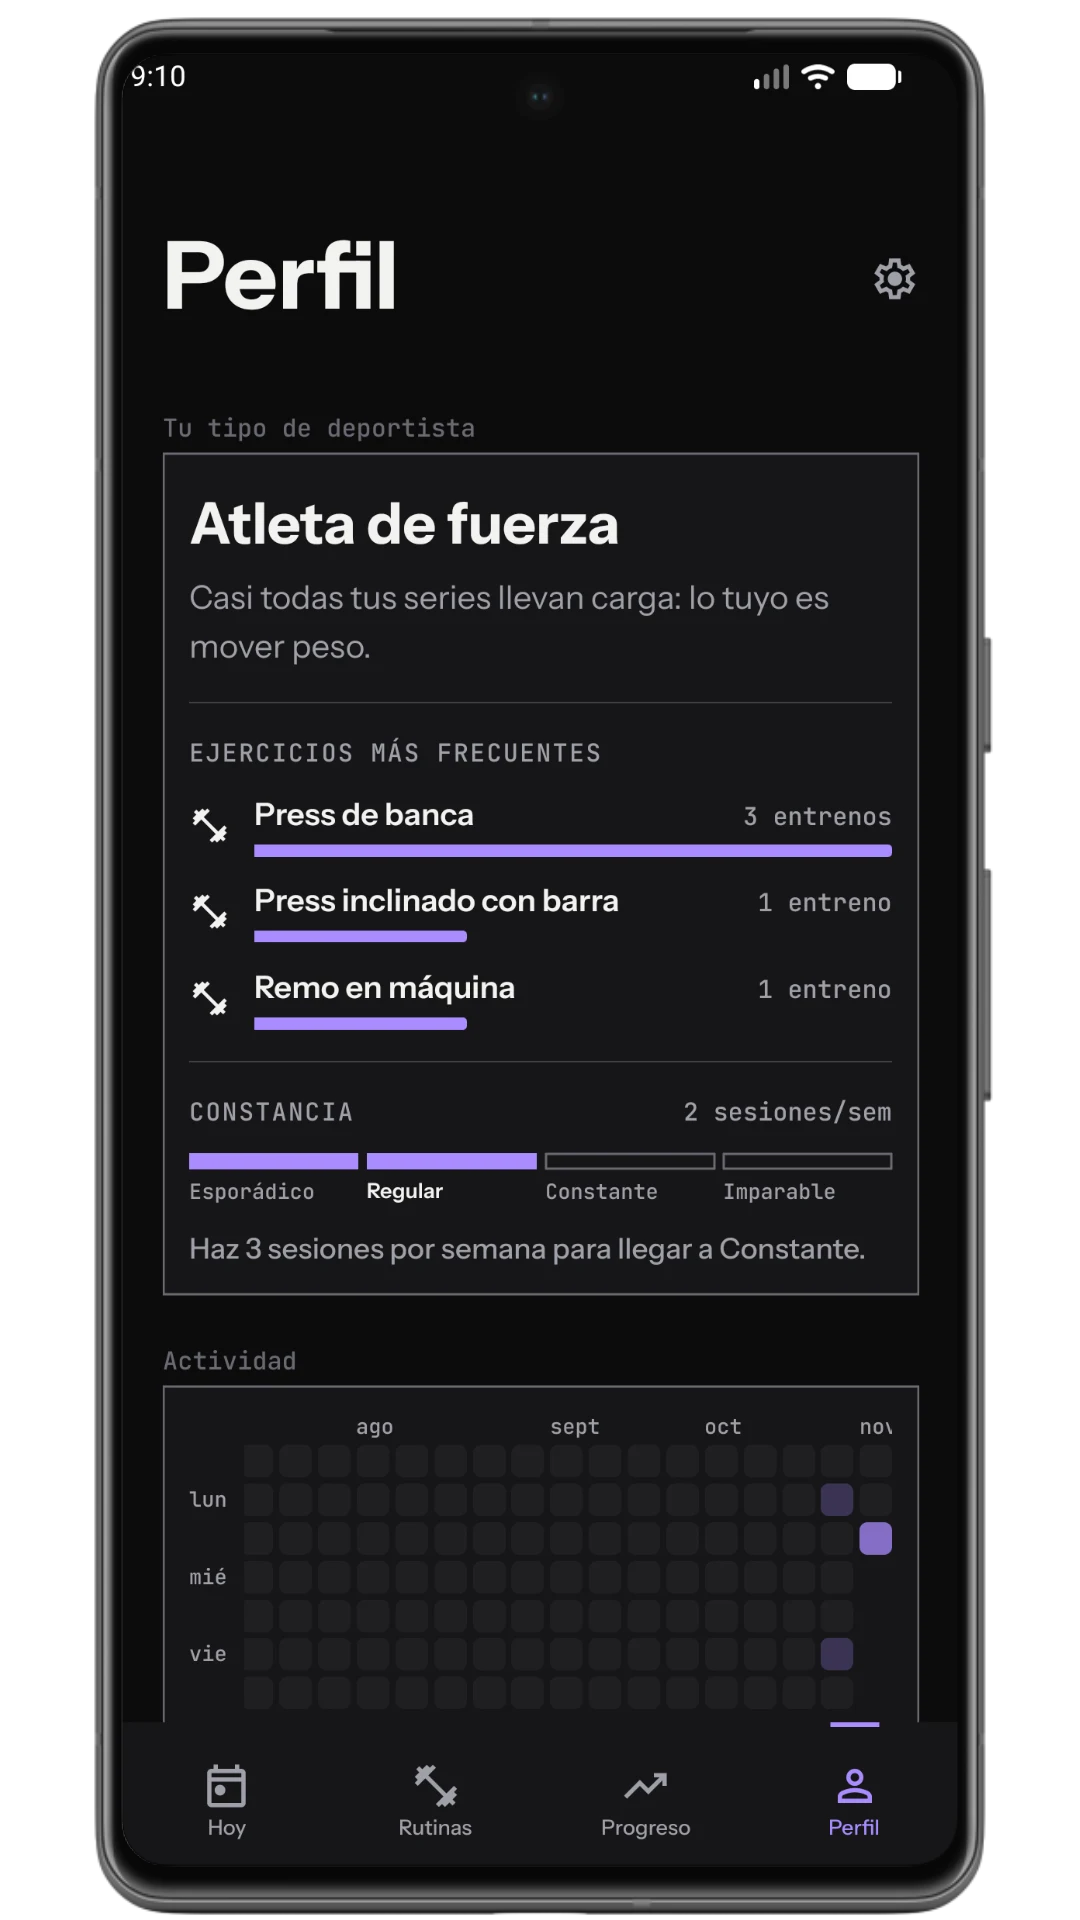 9:10
Perfil
Tu tipo de deportista
Atleta de fuerza
Casi todas tus series llevan carga: lo tuyo es
mover peso.
EJERCICIOS MÁS FRECUENTES
Press de banca 3 entrenos
Press inclinado con barra 1 entreno
Remo en máquina 1 entreno
CONSTANCIA 2 sesiones/sem
Esporádico Regular Constante Imparable
Haz 3 sesiones por semana para llegar a Constante.
Actividad
ago sept oct nov
lun
mié
vie
Hoy Rutinas Progreso Perfil